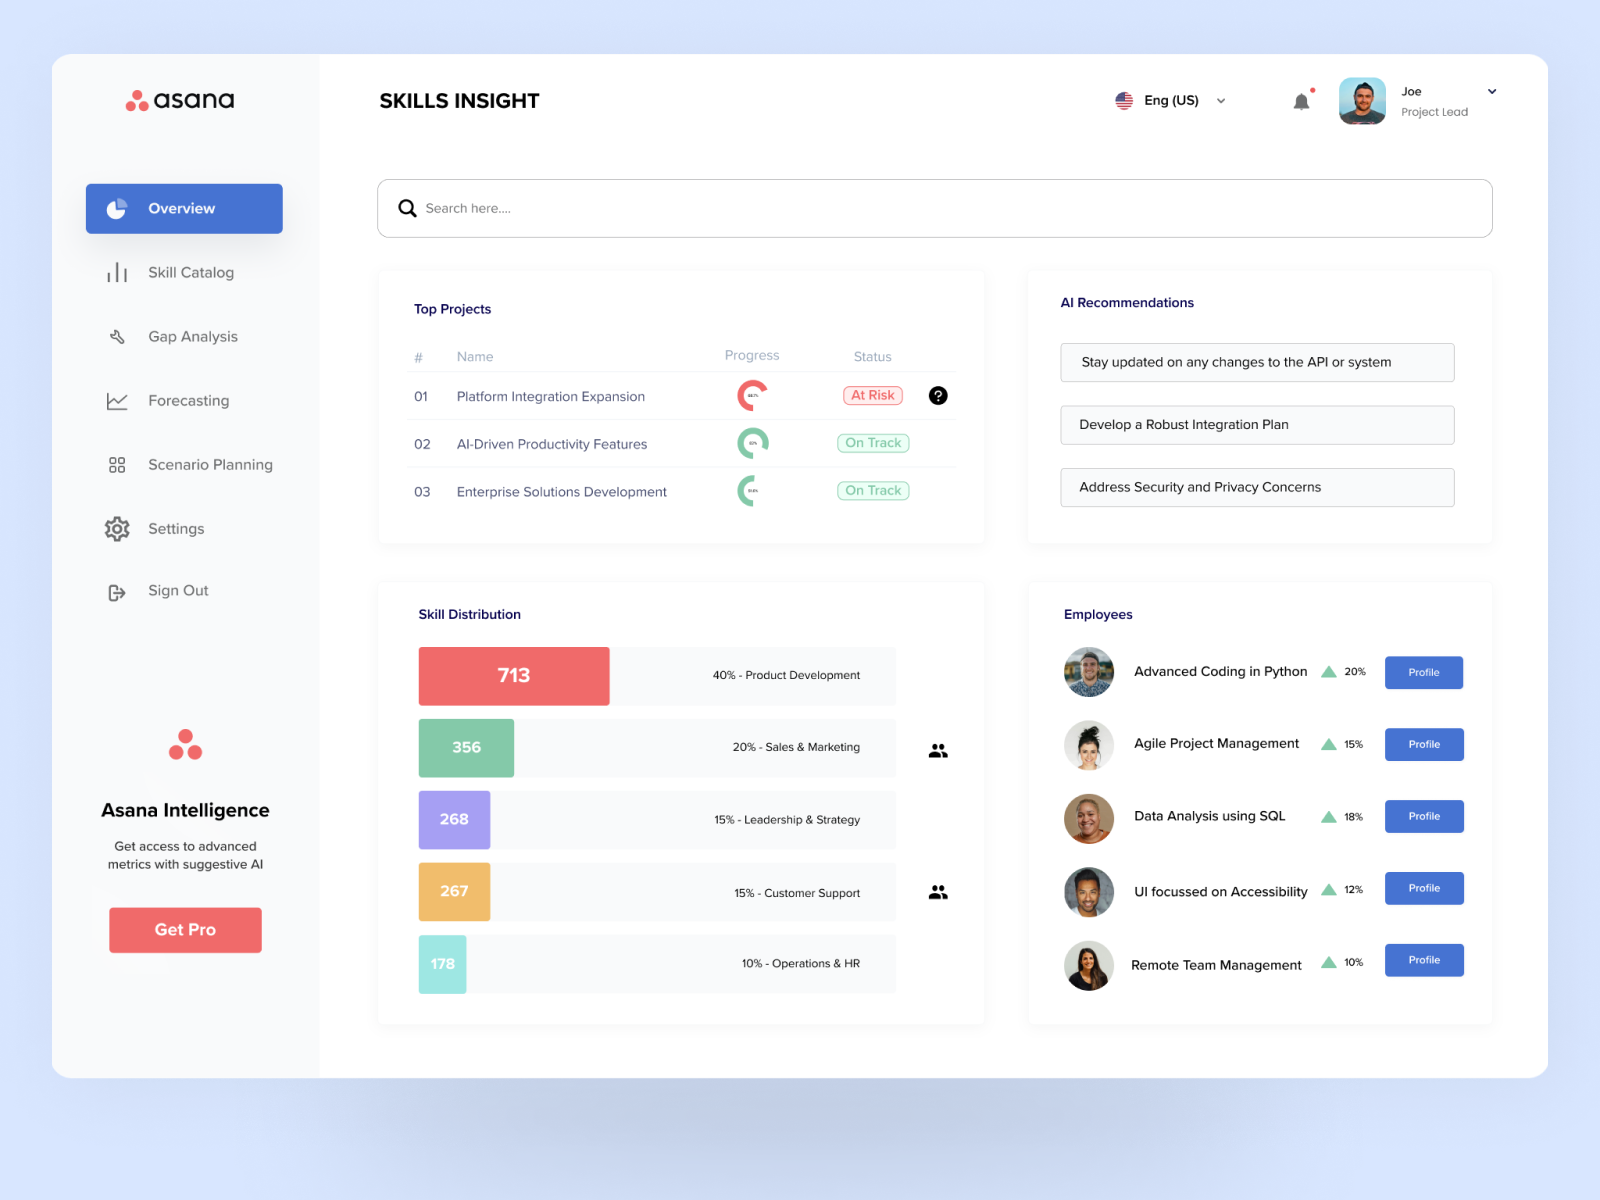 asana
SKILLS INSIGHT
Eng (US)
Joe
Project Lead
Overview
Skill Catalog
Gap Analysis
Forecasting
Scenario Planning
Settings
Sign Out
Asana Intelligence
Get access to advanced
metrics with suggestive AI
Get Pro
Search here....
Top Projects
# Name Progress Status
01 Platform Integration Expansion At Risk ?
02 AI-Driven Productivity Features On Track
03 Enterprise Solutions Development On Track
AI Recommendations
Stay updated on any changes to the API or system
Develop a Robust Integration Plan
Address Security and Privacy Concerns
Skill Distribution
713 40% - Product Development
356 20% - Sales & Marketing
268 15% - Leadership & Strategy
267 15% - Customer Support
178 10% - Operations & HR
Employees
Advanced Coding in Python 20% Profile
Agile Project Management 15% Profile
Data Analysis using SQL 18% Profile
UI focussed on Accessibility 12% Profile
Remote Team Management 10% Profile